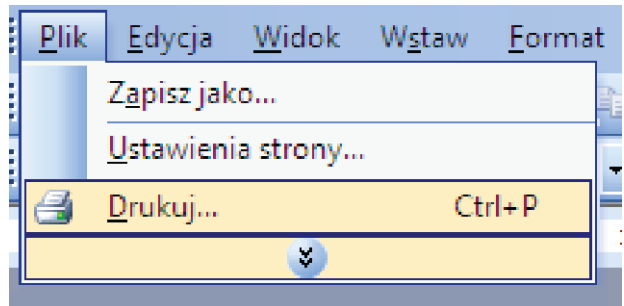 Plik Edycja Widok Wstaw Format
Zapisz jako...
Ustawienia strony...
Drukuj... Ctrl+P